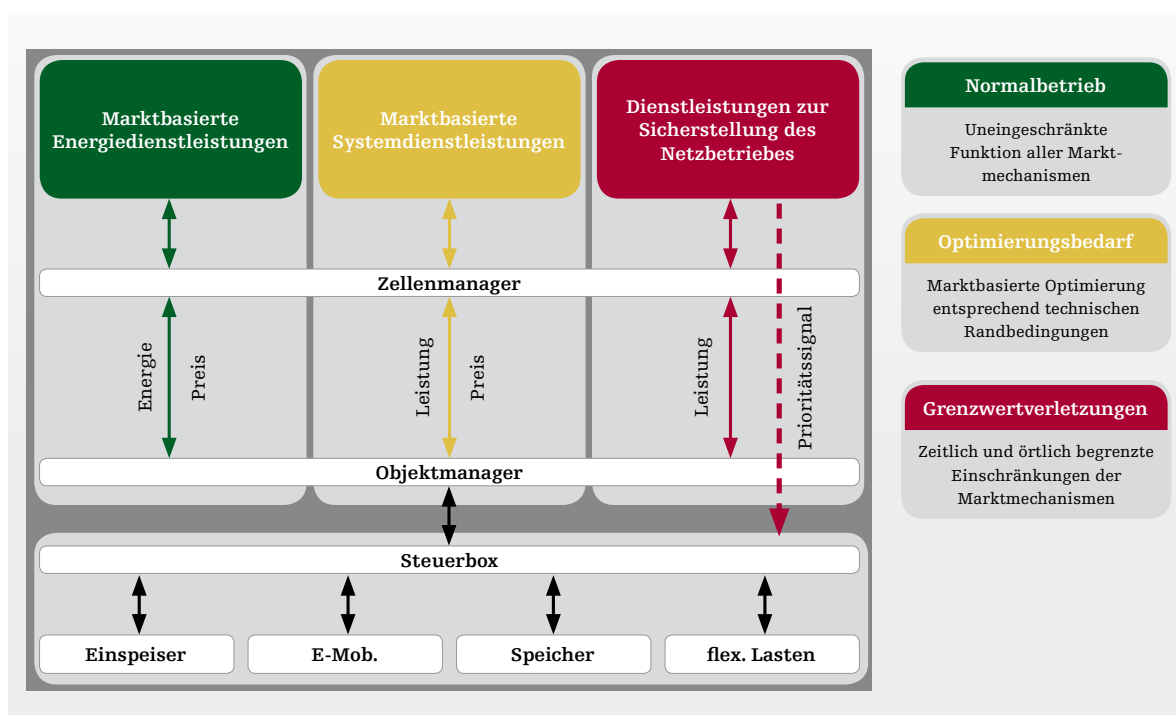 Marktbasierte
Energiedienstleistungen
Marktbasierte
Systemdienstleistungen
Dienstleistungen zur
Sicherstellung des
Netzbetriebes
Zellenmanager
Energie
Preis
Leistung
Preis
Leistung
Prioritätssignal
Objektmanager
Steuerbox
Einspeiser
E-Mob.
Speicher
flex. Lasten
Normalbetrieb
Uneingeschränkte
Funktion aller Markt-
mechanismen
Optimierungsbedarf
Marktbasierte Optimierung
entsprechend technischen
Randbedingungen
Grenzwertverletzungen
Zeitlich und örtlich begrenzte
Einschränkungen der
Marktmechanismen